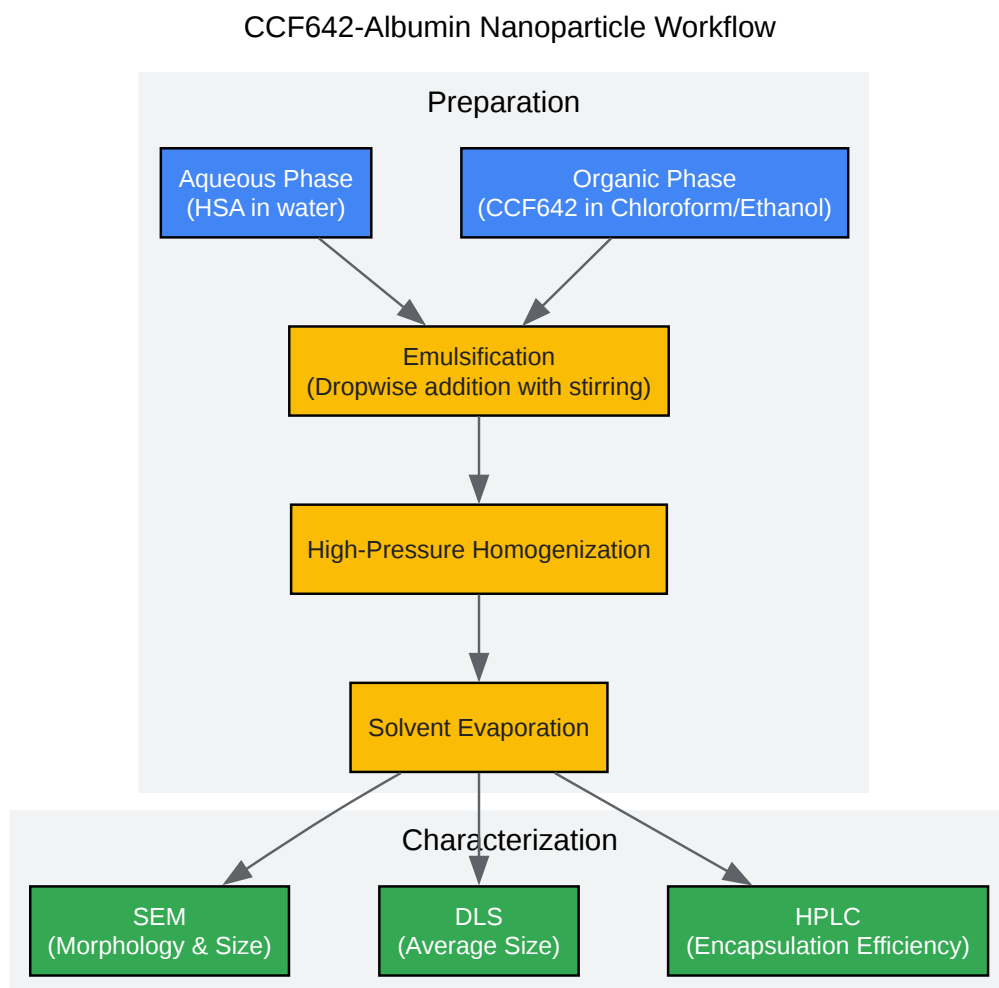 CCF642-Albumin Nanoparticle Workflow
Preparation
Aqueous Phase
(HSA in water)
Organic Phase
(CCF642 in Chloroform/Ethanol)
Emulsification
(Dropwise addition with stirring)
High-Pressure Homogenization
Solvent Evaporation
Characterization
SEM
(Morphology & Size)
DLS
(Average Size)
HPLC
(Encapsulation Efficiency)